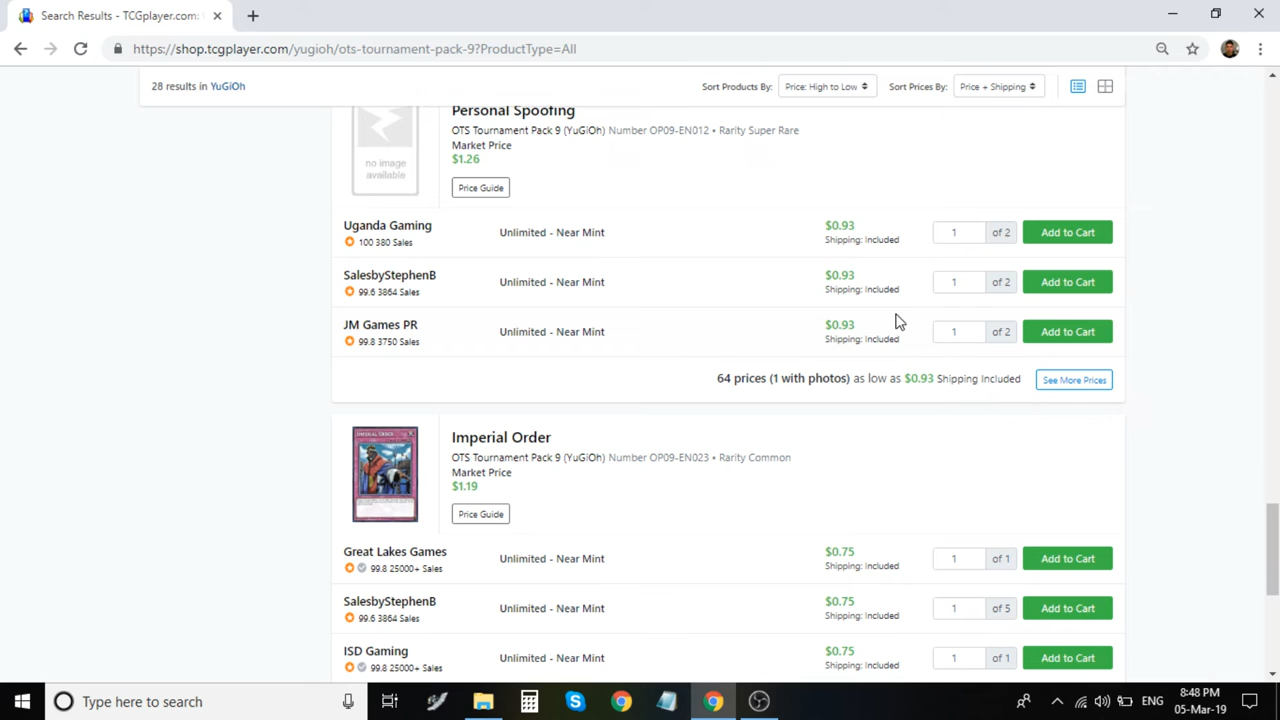 Search Results - TCGplayer.com:
https://shop.tcgplayer.com/yugioh/ots-tournament-pack-9?ProductType=All
28 results in YuGiOh
Sort Products By: Price: High to Low
Sort Prices By: Price + Shipping
no image available
Personal Spoofing
OTS Tournament Pack 9 (YuGiOh) Number OP09-EN012 • Rarity Super Rare
Market Price
$1.26
Price Guide
Uganda Gaming
100 380 Sales
Unlimited - Near Mint
$0.93
Shipping: Included
1 of 2
Add to Cart
SalesbyStephenB
99.6 3864 Sales
Unlimited - Near Mint
$0.93
Shipping: Included
1 of 2
Add to Cart
JM Games PR
99.8 3750 Sales
Unlimited - Near Mint
$0.93
Shipping: Included
1 of 2
Add to Cart
64 prices (1 with photos) as low as $0.93 Shipping Included
See More Prices
IMPERIAL ORDER
Imperial Order
OTS Tournament Pack 9 (YuGiOh) Number OP09-EN023 • Rarity Common
Market Price
$1.19
Price Guide
Great Lakes Games
99.8 25000+ Sales
Unlimited - Near Mint
$0.75
Shipping: Included
1 of 1
Add to Cart
SalesbyStephenB
99.6 3864 Sales
Unlimited - Near Mint
$0.75
Shipping: Included
1 of 5
Add to Cart
ISD Gaming
99.8 25000+ Sales
Unlimited - Near Mint
$0.75
Shipping: Included
1 of 1
Add to Cart
Type here to search
ENG
8:48 PM
05-Mar-19